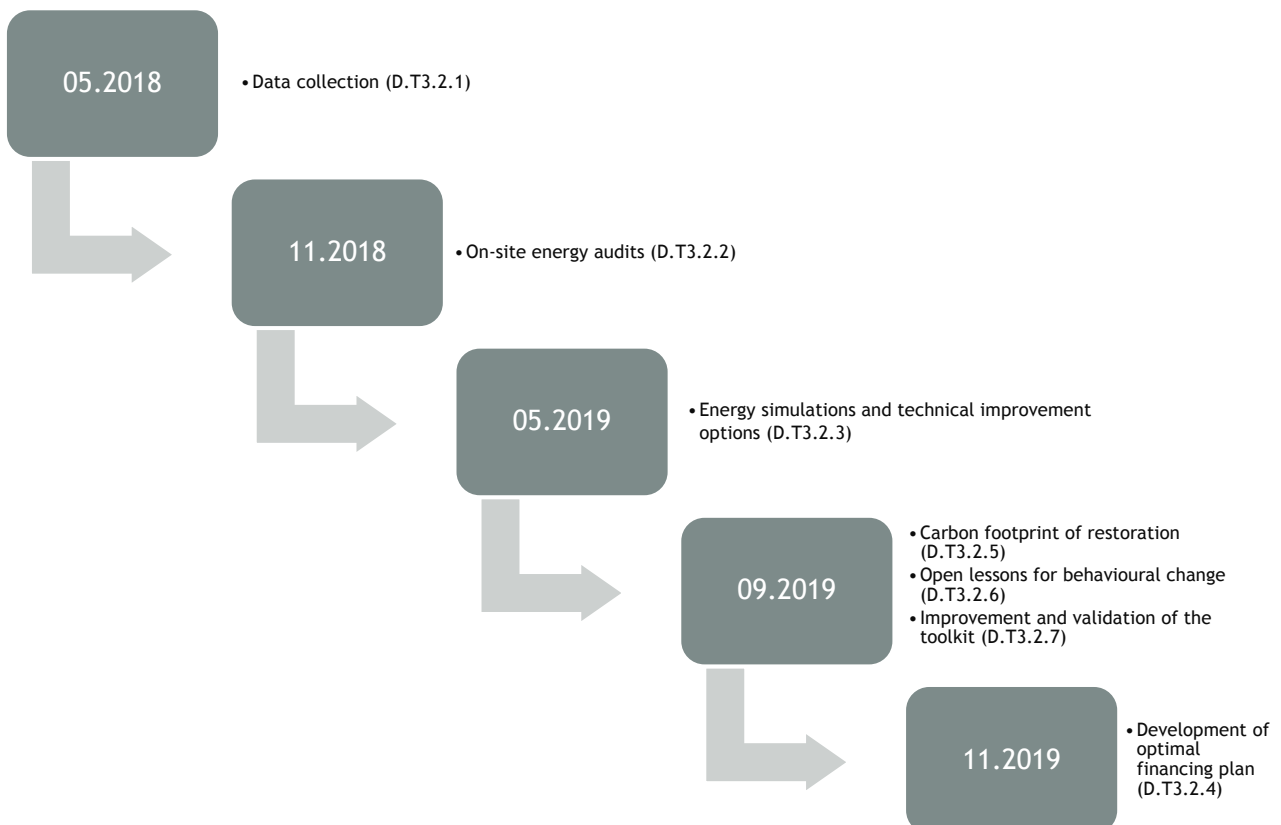 05.2018
• Data collection (D.T3.2.1)
11.2018
• On-site energy audits (D.T3.2.2)
05.2019
• Energy simulations and technical improvement
options (D.T3.2.3)
09.2019
• Carbon footprint of restoration
(D.T3.2.5)
• Open lessons for behavioural change
(D.T3.2.6)
• Improvement and validation of the
toolkit (D.T3.2.7)
11.2019
• Development of
optimal
financing plan
(D.T3.2.4)